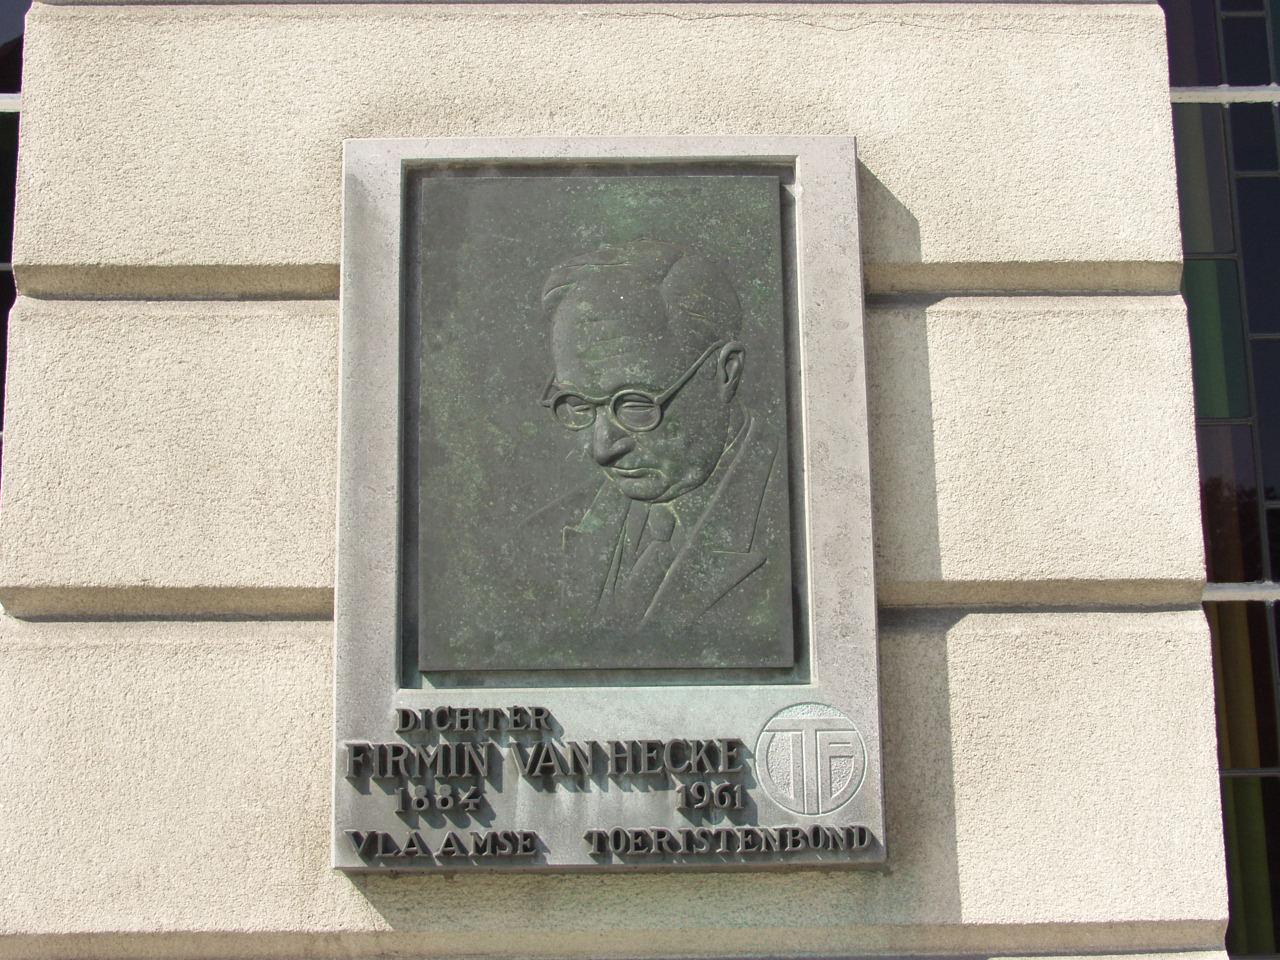 DICHTER
FIRMIN VAN HECKE
1884 1961
VLAAMSE TOERISTENBOND
VTB